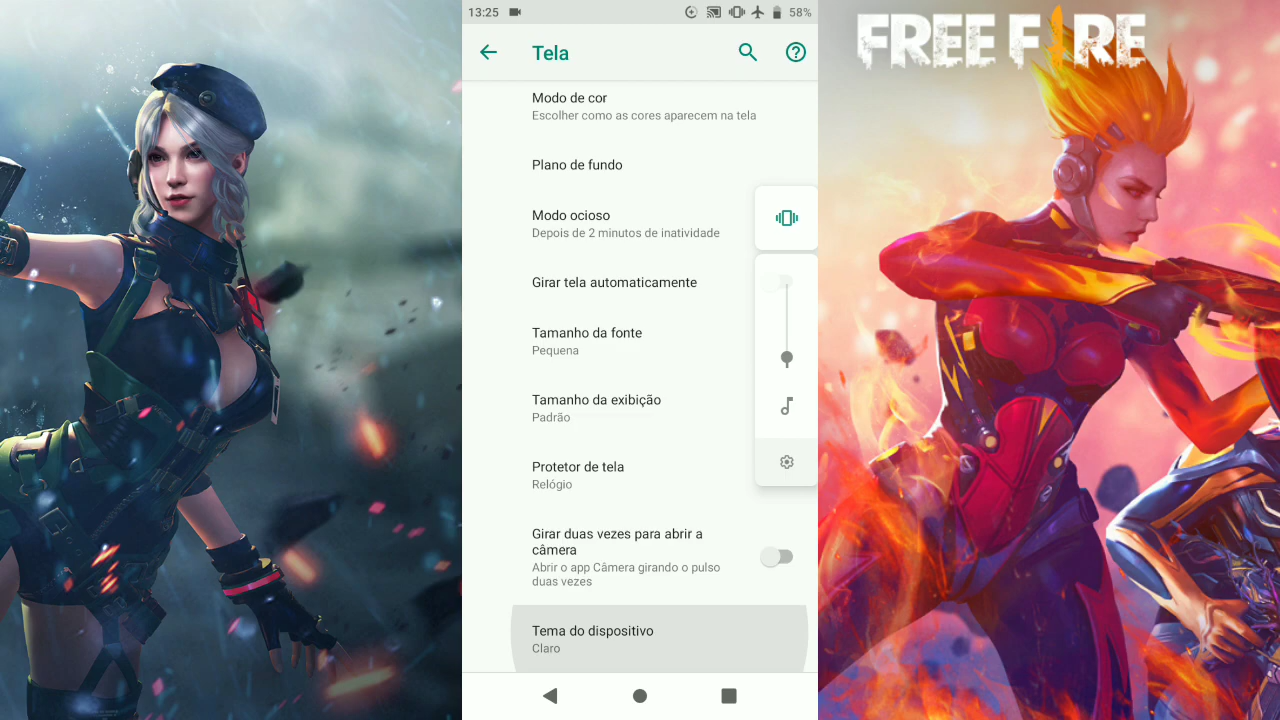 13:25
58%
Tela
FREE FIRE
Modo de cor
Escolher como as cores aparecem na tela
Plano de fundo
Modo ocioso
Depois de 2 minutos de inatividade
Girar tela automaticamente
Tamanho da fonte
Pequena
Tamanho da exibição
Padrão
Protetor de tela
Relógio
Girar duas vezes para abrir a
câmera
Abrir o app Câmera girando o pulso
duas vezes
Tema do dispositivo
Claro